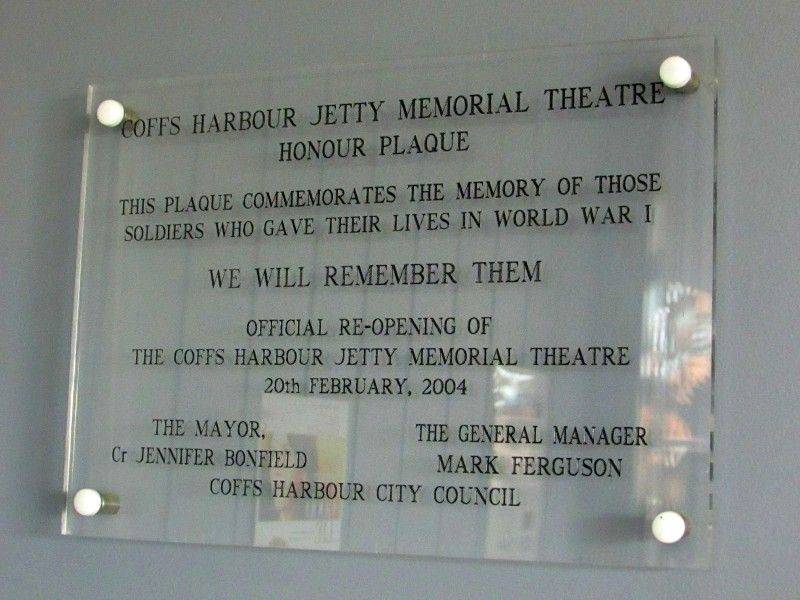 COFFS HARBOUR JETTY MEMORIAL THEATRE
HONOUR PLAQUE
THIS PLAQUE COMMEMORATES THE MEMORY OF THOSE
SOLDIERS WHO GAVE THEIR LIVES IN WORLD WAR I
WE WILL REMEMBER THEM
OFFICIAL RE-OPENING OF
THE COFFS HARBOUR JETTY MEMORIAL THEATRE
20th FEBRUARY, 2004
THE MAYOR,
Cr JENNIFER BONFIELD
THE GENERAL MANAGER
MARK FERGUSON
COFFS HARBOUR CITY COUNCIL